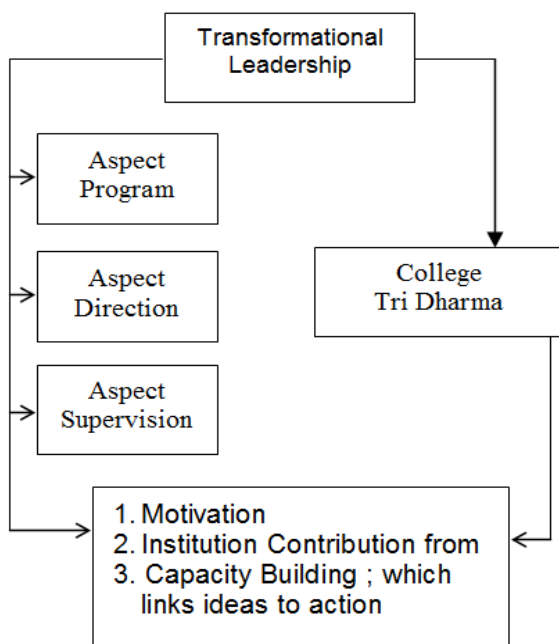 Transformational
Leadership
Aspect
Program
Aspect
Direction
College
Tri Dharma
Aspect
Supervision
1. Motivation
2. Institution Contribution from
3. Capacity Building ; which
links ideas to action